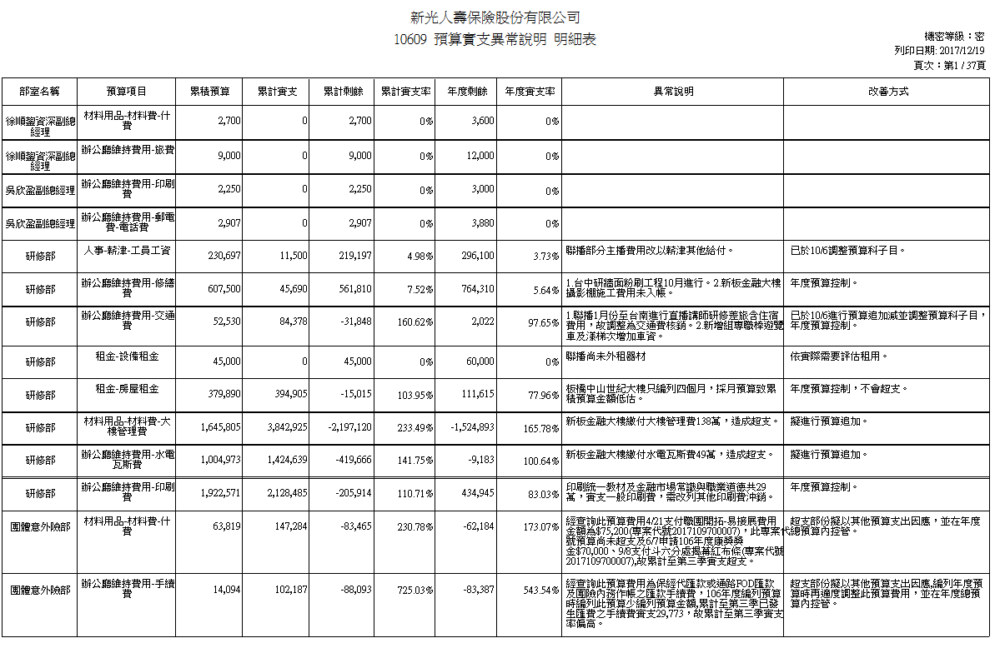 新光人壽保險股份有限公司
10609 預算實支異常說明 明細表
機密等級：密
列印日期: 2017/12/19
頁次：第1 / 37頁
部室名稱 預算項目 累積預算 累計實支 累計剩餘 累計實支率 年度剩餘 年度實支率 異常說明 改善方式
徐順鋆資深副總
經理
材料用品-材料費-什
費
2,700 0 2,700 0% 3,600 0%
徐順鋆資深副總
經理
辦公廳維持費用-旅費
9,000 0 9,000 0% 12,000 0%
吳欣盈副總經理
辦公廳維持費用-印刷
費
2,250 0 2,250 0% 3,000 0%
吳欣盈副總經理
辦公廳維持費用-郵電
費-電話費
2,907 0 2,907 0% 3,880 0%
研修部 人事-薪津-工員工資 230,697 11,500 219,197 4.98% 296,100 3.73% 聯播部分主播費用改以薪津其他給付。 已於10/6調整預算科子目。
研修部
辦公廳維持費用-修繕
費
607,500 45,690 561,810 7.52% 764,310 5.64%
1.台中研牆面粉刷工程10月進行。2.新板金融大樓
攝影棚施工費用未入帳。
年度預算控制。
研修部
辦公廳維持費用-交通
費
52,530 84,378 -31,848 160.62% 2,022 97.65%
1.聯播1月份至台南進行直播講師研修差旅含住宿
費用，故調整為交通費核銷。2.新增組專職樟遊覽
車及漾梯次增加車資。
已於10/6進行預算追加減並調整預算科子目，
年度預算控制。
研修部 租金-設備租金 45,000 0 45,000 0% 60,000 0% 聯播尚未外租器材 依實際需要評估租用。
研修部 租金-房屋租金 379,890 394,905 -15,015 103.95% 111,615 77.96%
板橋中山世紀大樓只編列四個月，採月預算致累
積預算金額低估。
年度預算控制，不會超支。
研修部
材料用品-材料費-大
樓管理費
1,645,805 3,842,925 -2,197,120 233.49% -1,524,893 165.78% 新板金融大樓繳付大樓管理費138萬，造成超支。 擬進行預算追加。
研修部
辦公廳維持費用-水電
瓦斯費
1,004,973 1,424,639 -419,666 141.75% -9,183 100.64% 新板金融大樓繳付水電瓦斯費49萬，造成超支。 擬進行預算追加。
研修部
辦公廳維持費用-印刷
費
1,922,571 2,128,485 -205,914 110.71% 434,945 83.03%
印刷統一教材及金融市場常識與職業道德共29
萬，實支一般印刷費，需改列其他印刷費沖銷。
年度預算控制。
團體意外險部
材料用品-材料費-什
費
63,819 147,284 -83,465 230.78% -62,184 173.07%
經查詢此預算費用4/21支付職團開拓-易接展費用
金額為$75,200(專案代號2017109700007)，此專案代
號預算尚未超支及6/7申請106年度康獎獎
金$70,000、9/8支付斗六分處揭幕紅布條(專案代號
2017109700007),故累計至第三季實支超支。
超支部份擬以其他預算支出因應，並在年度
總預算內控管。
團體意外險部
辦公廳維持費用-手續
費
14,094 102,187 -88,093 725.03% -83,387 543.54%
經查詢此預算費用為保經代匯款或通路FOD匯款
及團險內務作帳之匯款手續費，106年度編列預算
時編列此預算少編列預算金額,累計至第三季已發
生匯費之手續費實支29,773，故累計至第三季實支
率偏高。
超支部份擬以其他預算支出因應,編列年度預
算時再適度調整此預算費用，並在年度總預
算內控管。